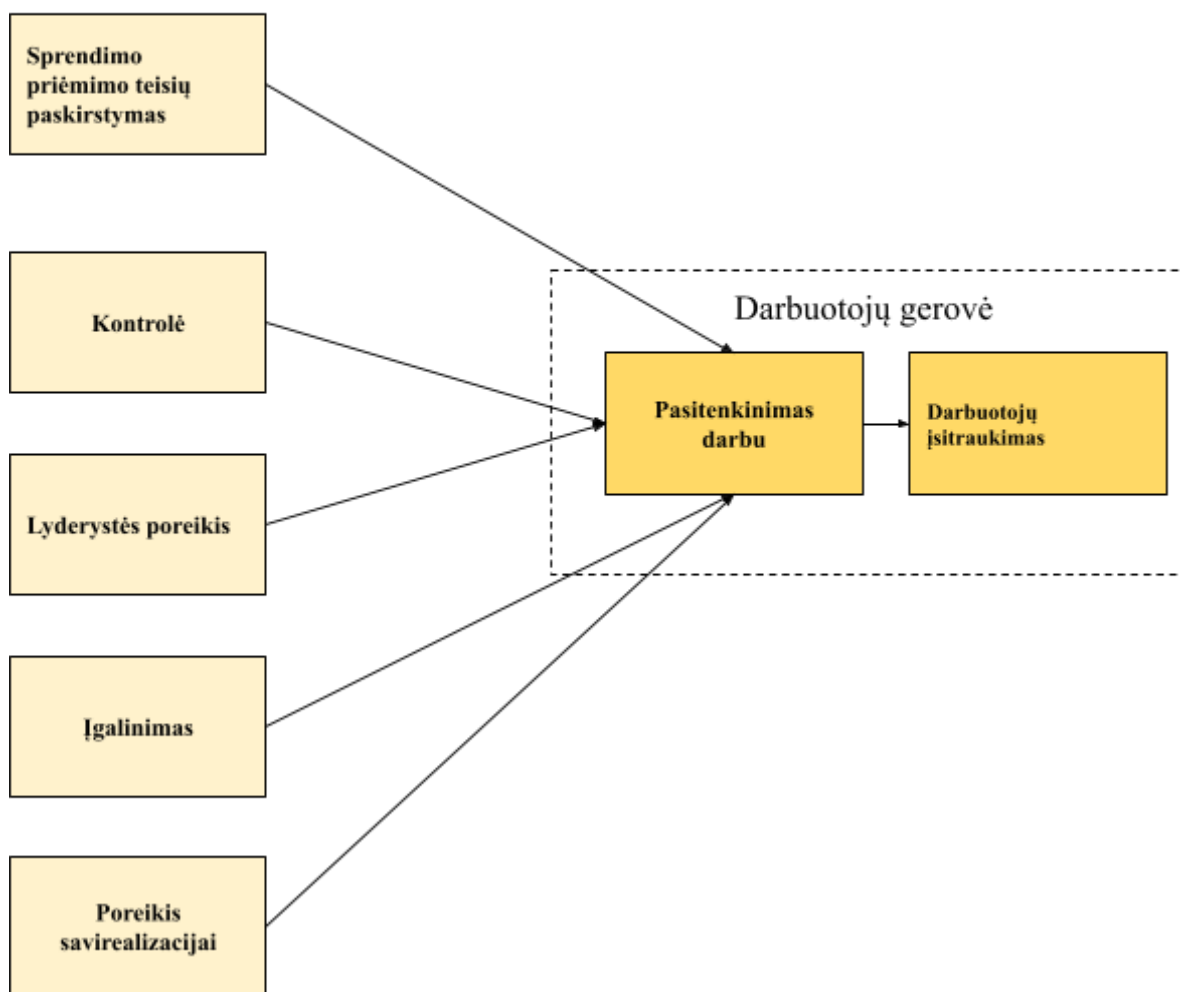 Sprendimo
priėmimo teisių
paskirstymas
Kontrolė
Darbuotojų gerovė
Pasitenkinimas
darbu
Darbuotojų
įsitraukimas
Lyderystės poreikis
Įgalinimas
Poreikis
savirealizacijai